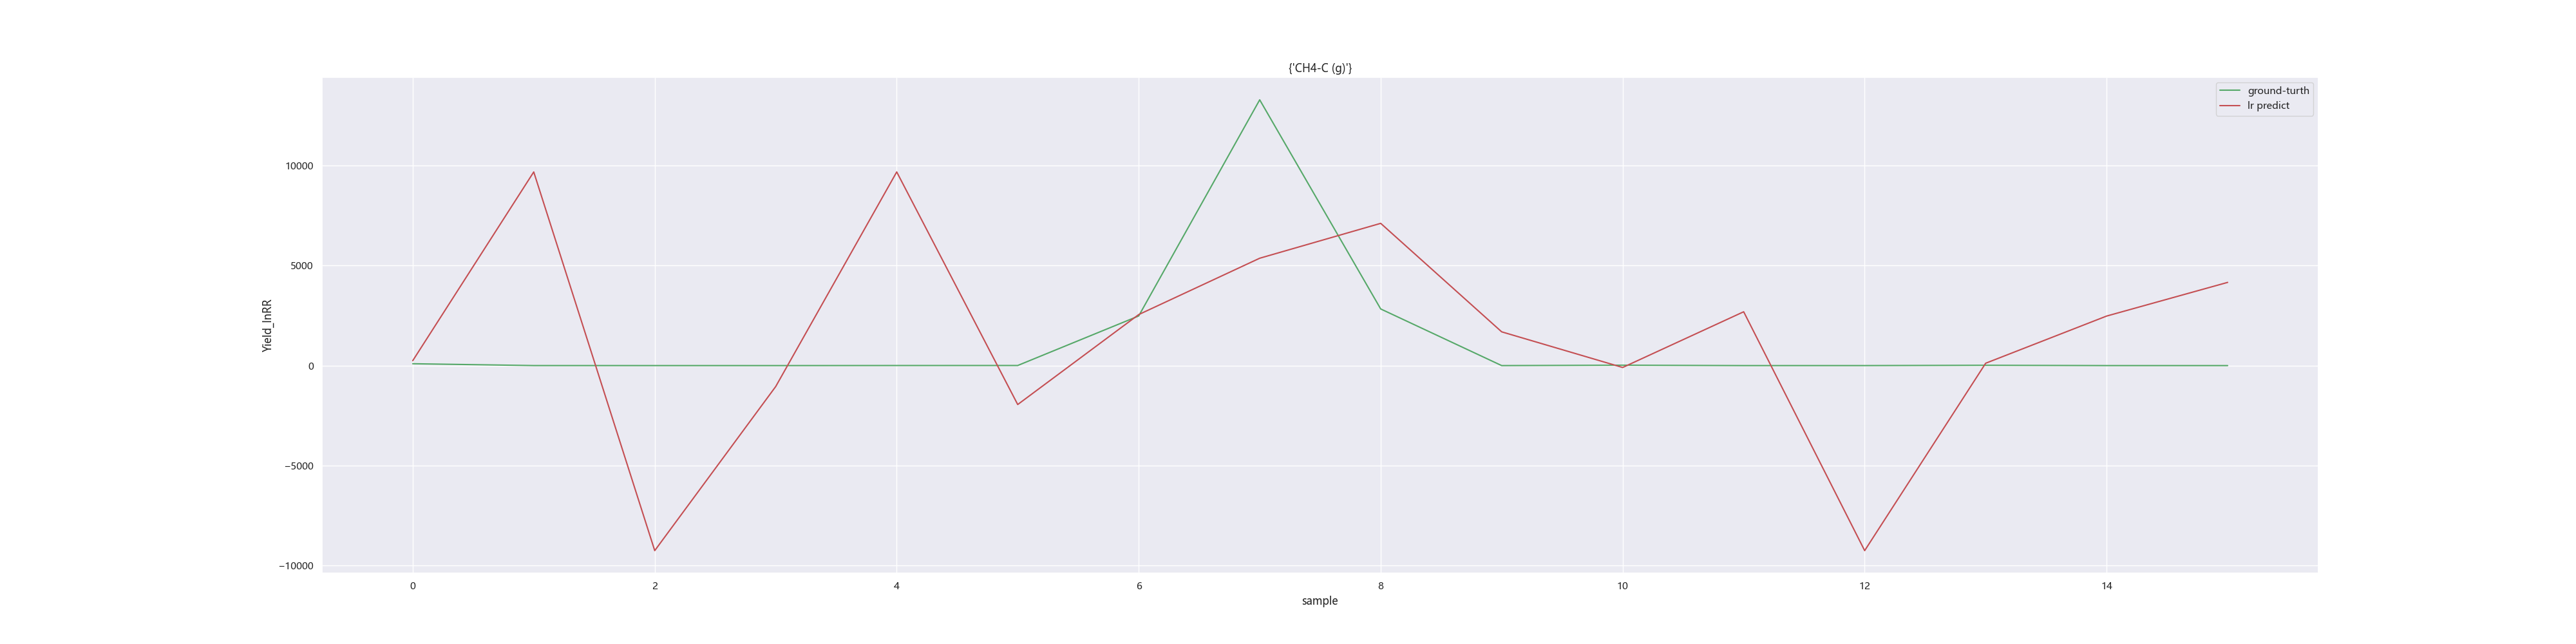 {'CH4-C (g)'}
ground-turth
lr predict
Yield_lnRR
10000
5000
0
−5000
−10000
0 2 4 6 8 10 12 14
sample